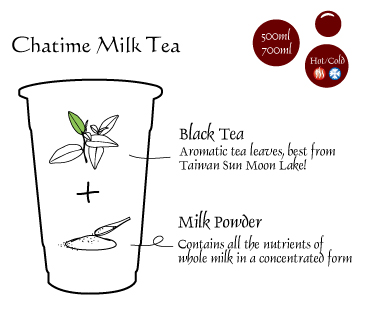 Chatime Milk Tea
500ml
700ml
Hot/Cold
Black Tea
Aromatic tea leaves, best from
Taiwan Sun Moon Lake!
+
Milk Powder
Contains all the nutrients of
whole milk in a concentrated form